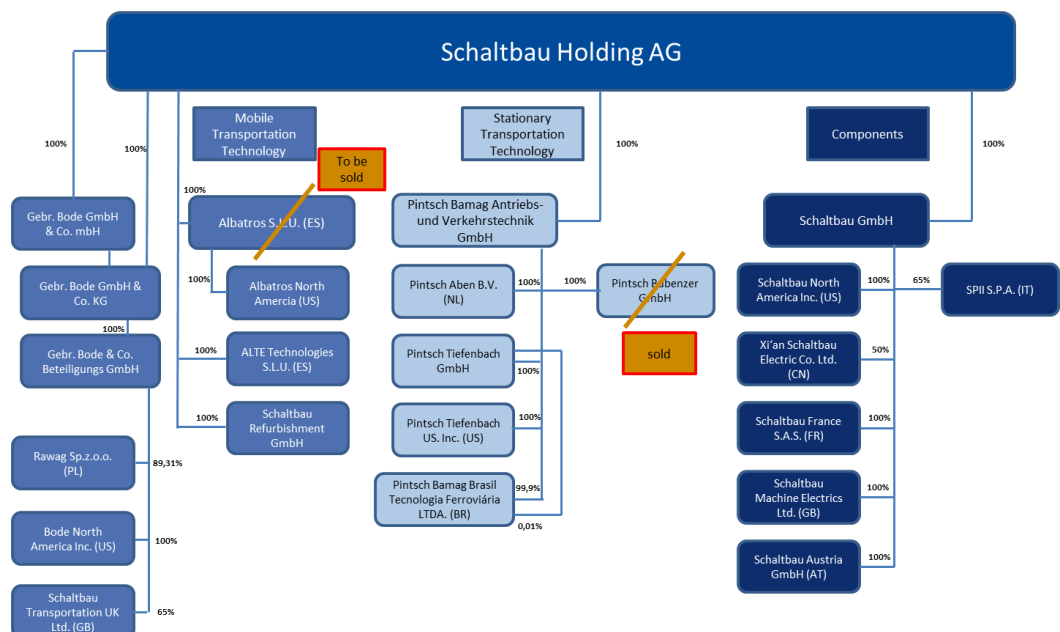 Schaltbau Holding AG
Mobile
Transportation
Technology
Stationary
Transportation
Technology
Components
100%
100%
100%
100%
To be
sold
100%
Gebr. Bode GmbH
& Co. mbH
Albatros S.L.U. (ES)
Pintsch Bamag Antriebs-
und Verkehrstechnik
GmbH
Schaltbau GmbH
Gebr. Bode GmbH &
Co. KG
100%
Albatros North
Amercia (US)
Pintsch Aben B.V.
(NL)
100%
100%
Pintsch Bubenzer
GmbH
Schaltbau North
America Inc. (US)
100%
65%
SPII S.P.A. (IT)
100%
Gebr. Bode & Co.
Beteiligungs GmbH
100%
ALTE Technologies
S.L.U. (ES)
Pintsch Tiefenbach
GmbH
100%
sold
Xi'an Schaltbau
Electric Co. Ltd.
(CN)
50%
100%
Schaltbau
Refurbishment
GmbH
Pintsch Tiefenbach
US. Inc. (US)
100%
Schaltbau France
S.A.S. (FR)
100%
Rawag Sp.z.o.o.
(PL)
89,31%
Pintsch Bamag Brasil
Tecnologia Ferroviária
LTDA. (BR)
99,9%
0,01%
Schaltbau
Machine Electrics
Ltd. (GB)
100%
Bode North
America Inc. (US)
100%
Schaltbau Austria
GmbH (AT)
100%
Schaltbau
Transportation UK
Ltd. (GB)
65%